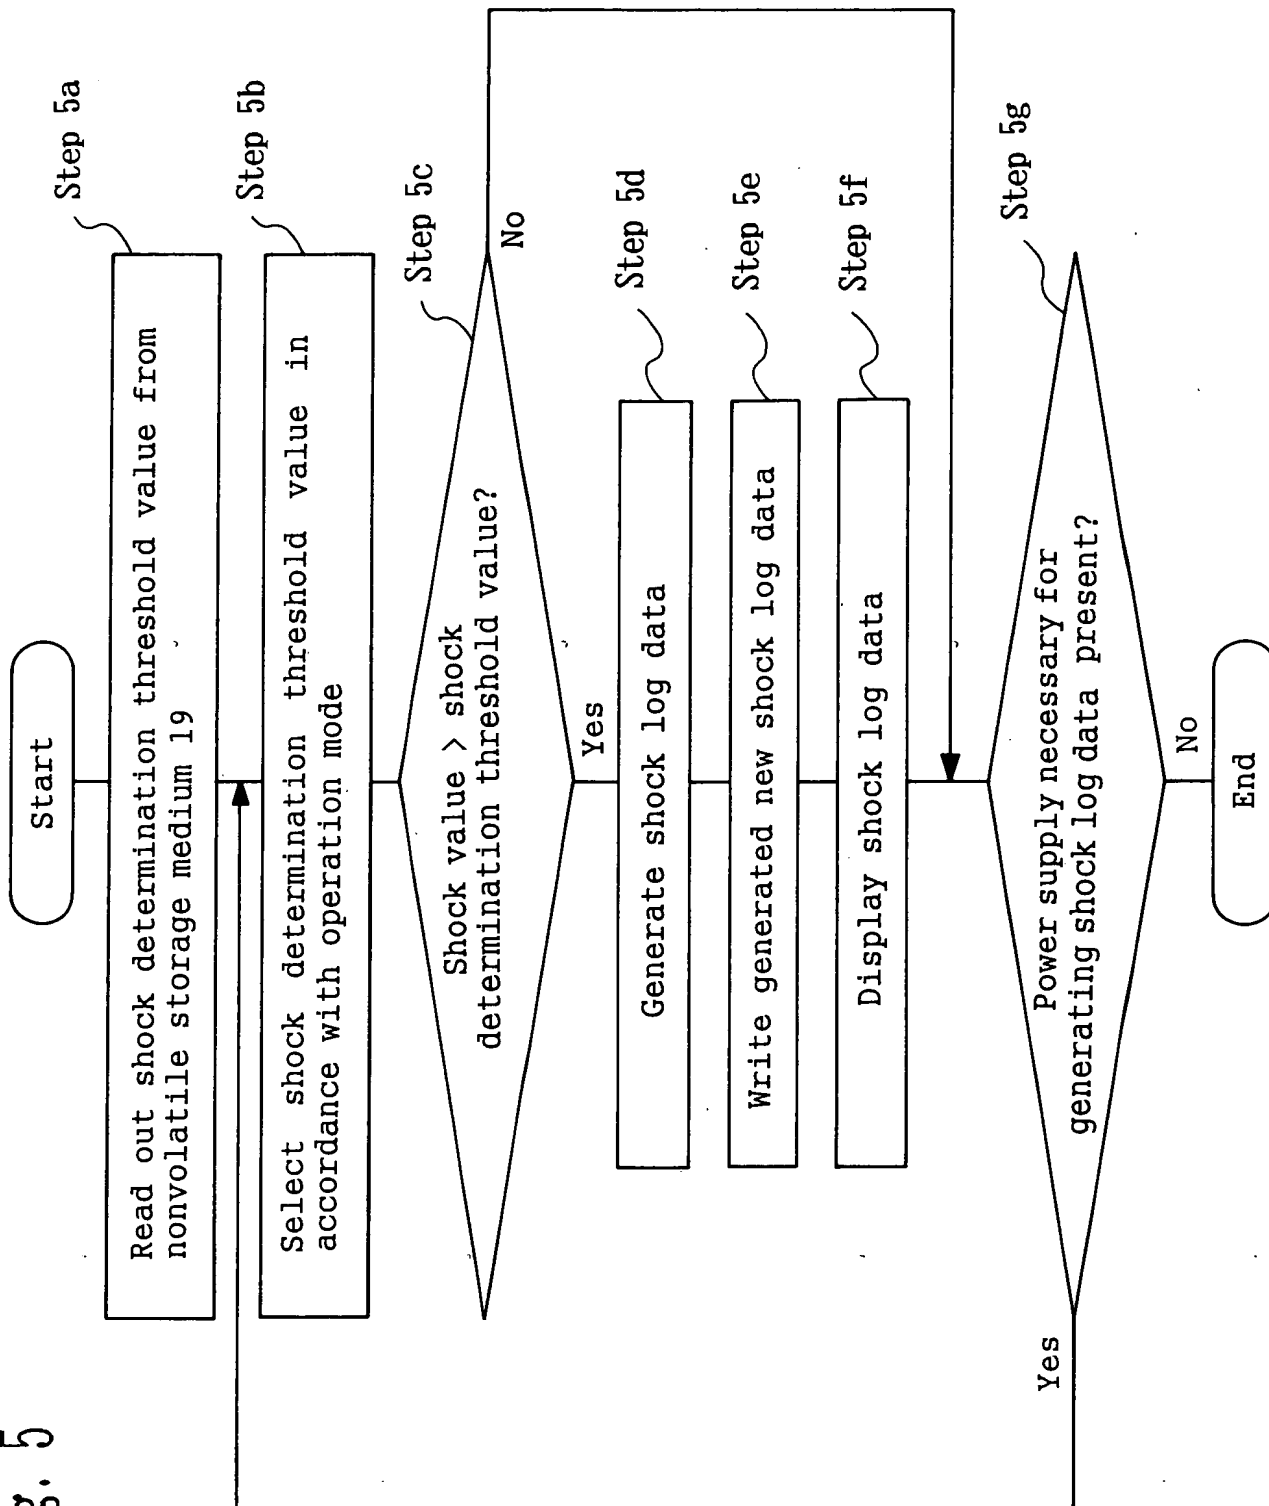 g. 5
Start
Step 5a
Read out shock determination threshold value from
nonvolatile storage medium 19
Step 5b
Select shock determination threshold value in
accordance with operation mode
Step 5c
Shock value > shock
determination threshold value?
No
Yes
Step 5d
Generate shock log data
Step 5e
Write generated new shock log data
Step 5f
Display shock log data
Step 5g
Power supply necessary for
generating shock log data present?
Yes
No
End